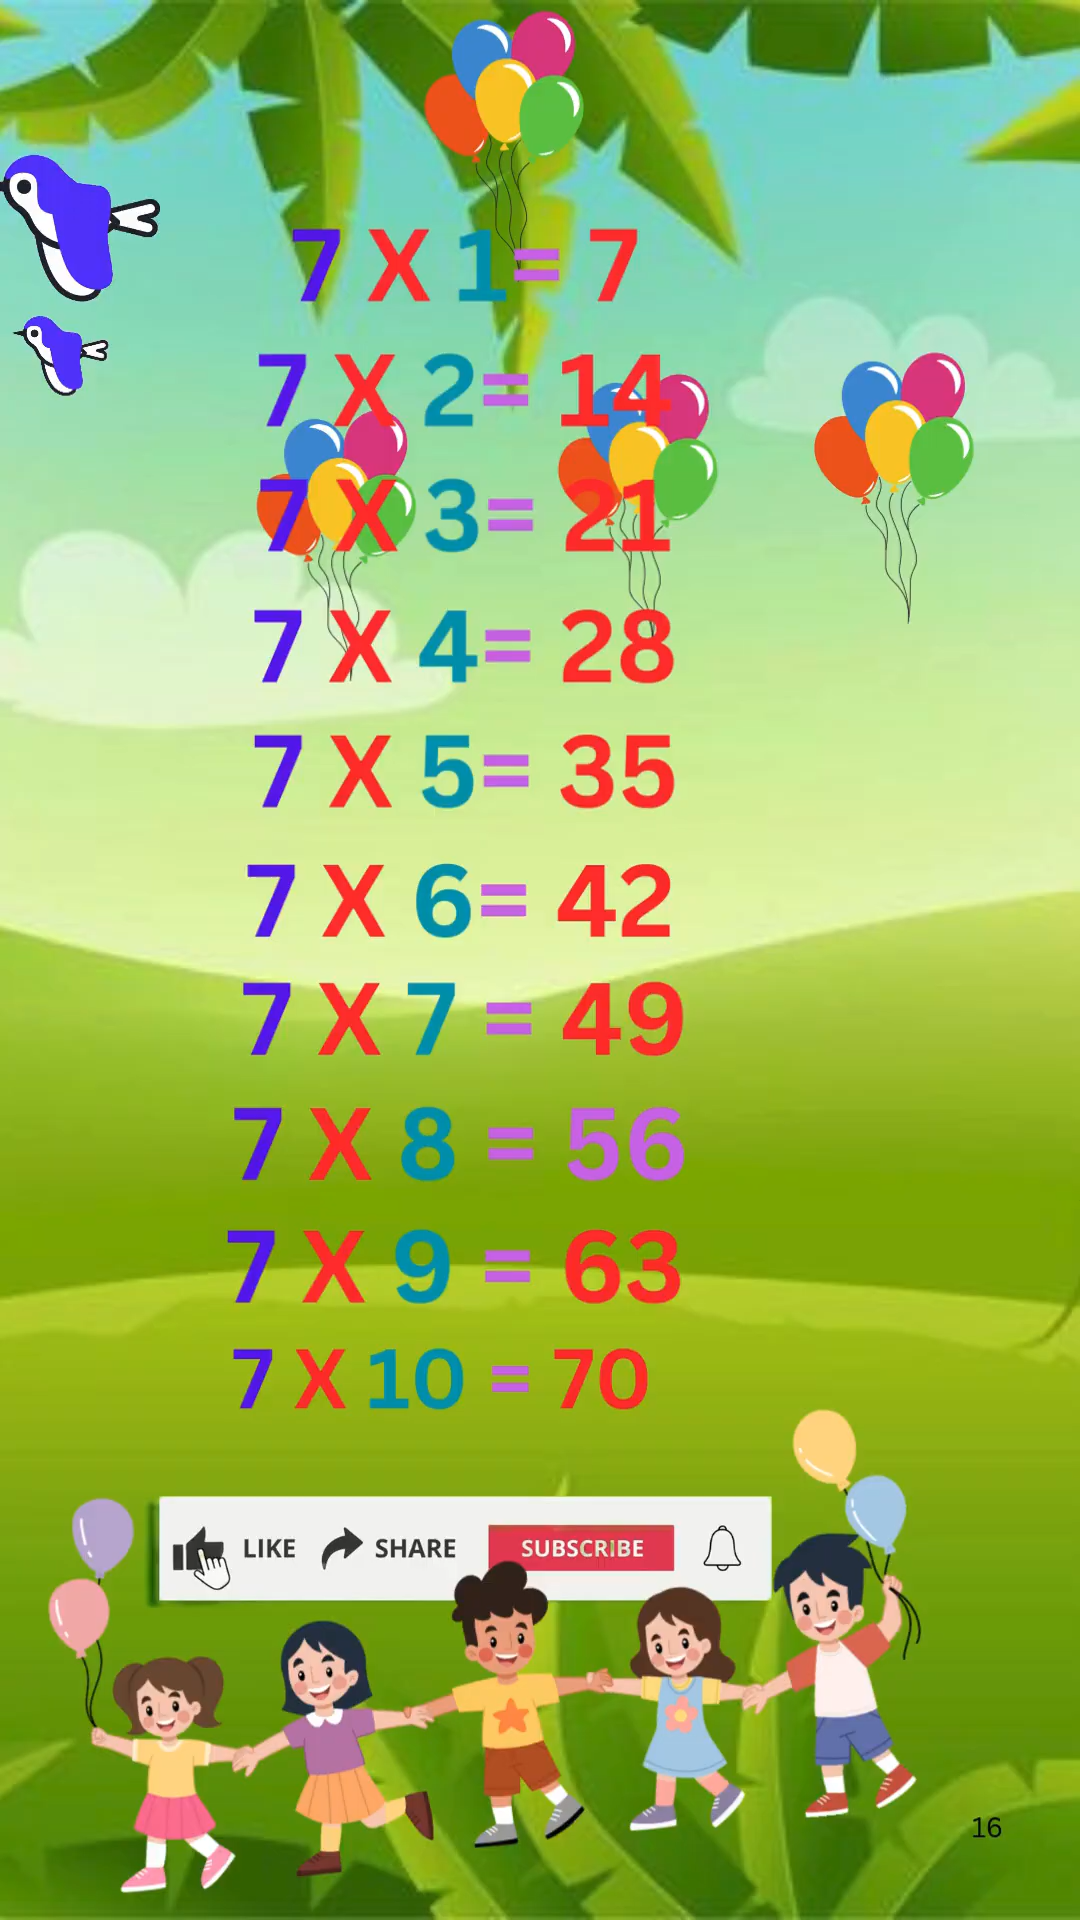 7 X 1= 7
7 X 2= 14
7 X 3= 21
7 X 4= 28
7 X 5= 35
7 X 6= 42
7 X 7 = 49
7 X 8 = 56
7 X 9 = 63
7 X 10 = 70
LIKE SHARE SUBSCRIBE
16